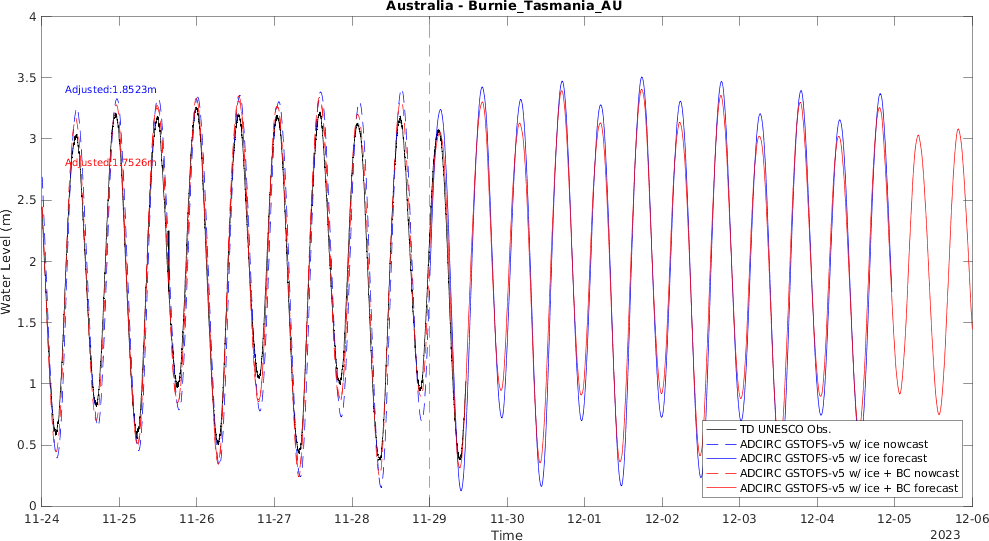 Australia - Burnie_Tasmania_AU
4
3.5
3
2.5
2
1.5
1
0.5
0
Water Level (m)
Adjusted:1.8523m
Adjusted:1.7526m
TD UNESCO Obs.
ADCIRC GSTOFS-v5 w/ ice nowcast
ADCIRC GSTOFS-v5 w/ ice forecast
ADCIRC GSTOFS-v5 w/ ice + BC nowcast
ADCIRC GSTOFS-v5 w/ ice + BC forecast
11-24 11-25 11-26 11-27 11-28 11-29 11-30 12-01 12-02 12-03 12-04 12-05 12-06
Time
2023